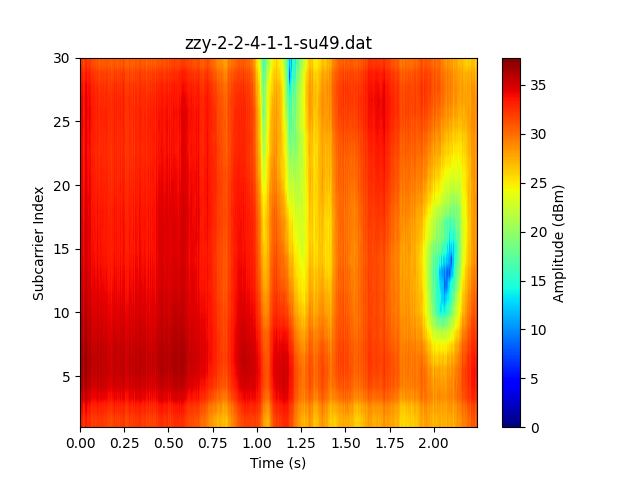 zzy-2-2-4-1-1-su49.dat
30
25
20
15
10
5
Subcarrier Index
0.00 0.25 0.50 0.75 1.00 1.25 1.50 1.75 2.00
Time (s)
35
30
25
20
15
10
5
0
Amplitude (dBm)